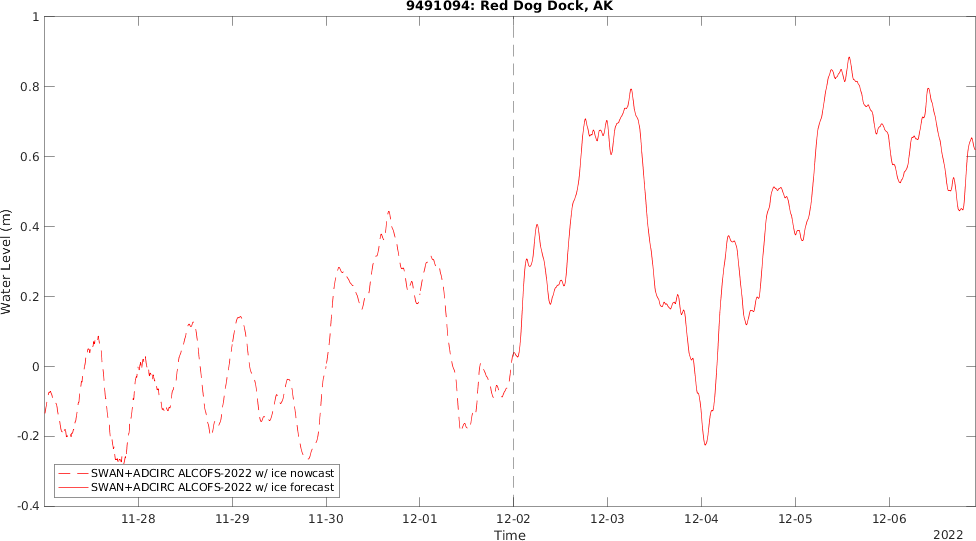 9491094: Red Dog Dock, AK
1
0.8
0.6
0.4
0.2
0
-0.2
-0.4
Water Level (m)
SWAN+ADCIRC ALCOFS-2022 w/ ice nowcast
SWAN+ADCIRC ALCOFS-2022 w/ ice forecast
11-28 11-29 11-30 12-01 12-02 12-03 12-04 12-05 12-06
Time
2022